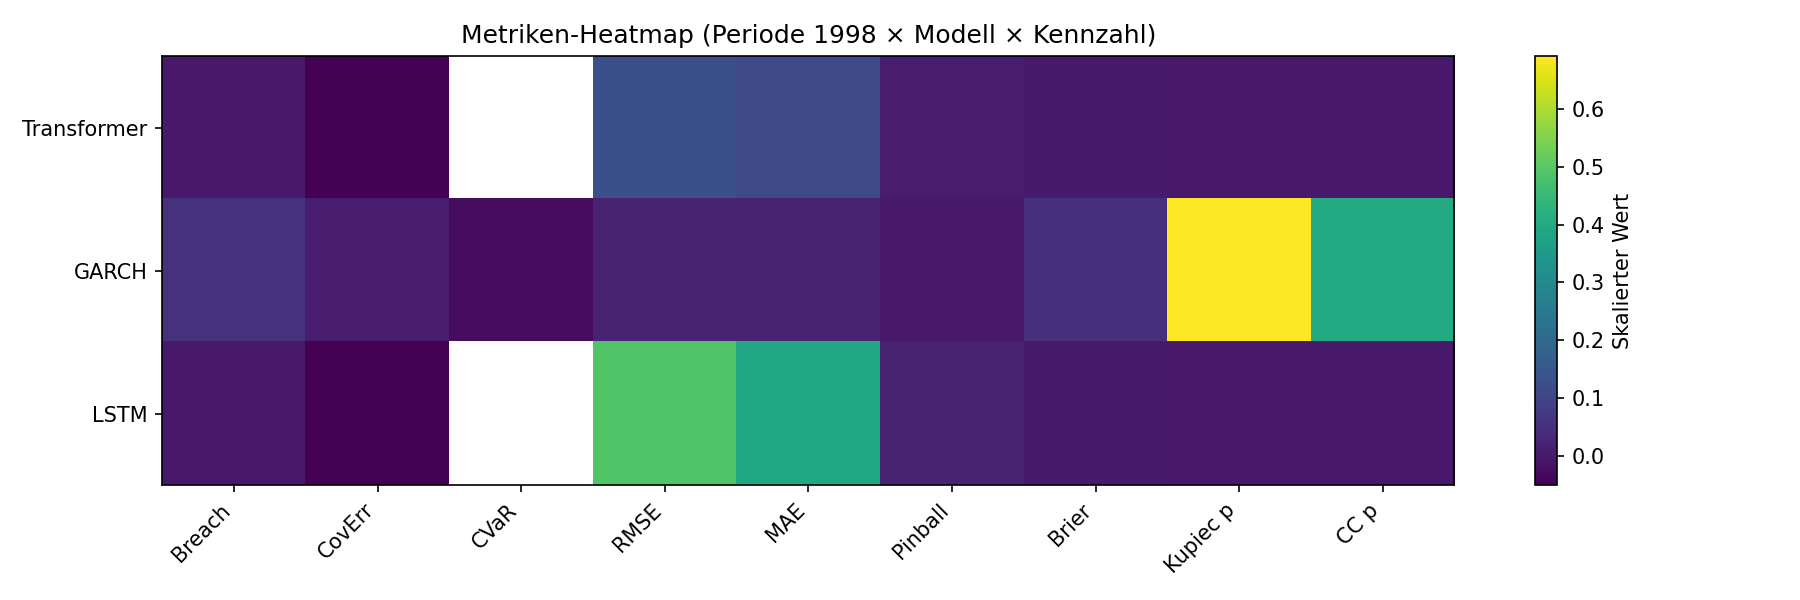 Metriken-Heatmap (Periode 1998 × Modell × Kennzahl)
Transformer
GARCH
LSTM
Breach
CovErr
CVaR
RMSE
MAE
Pinball
Brier
Kupiec p
CC p
0.6
0.5
0.4
0.3
0.2
0.1
0.0
Skalierter Wert